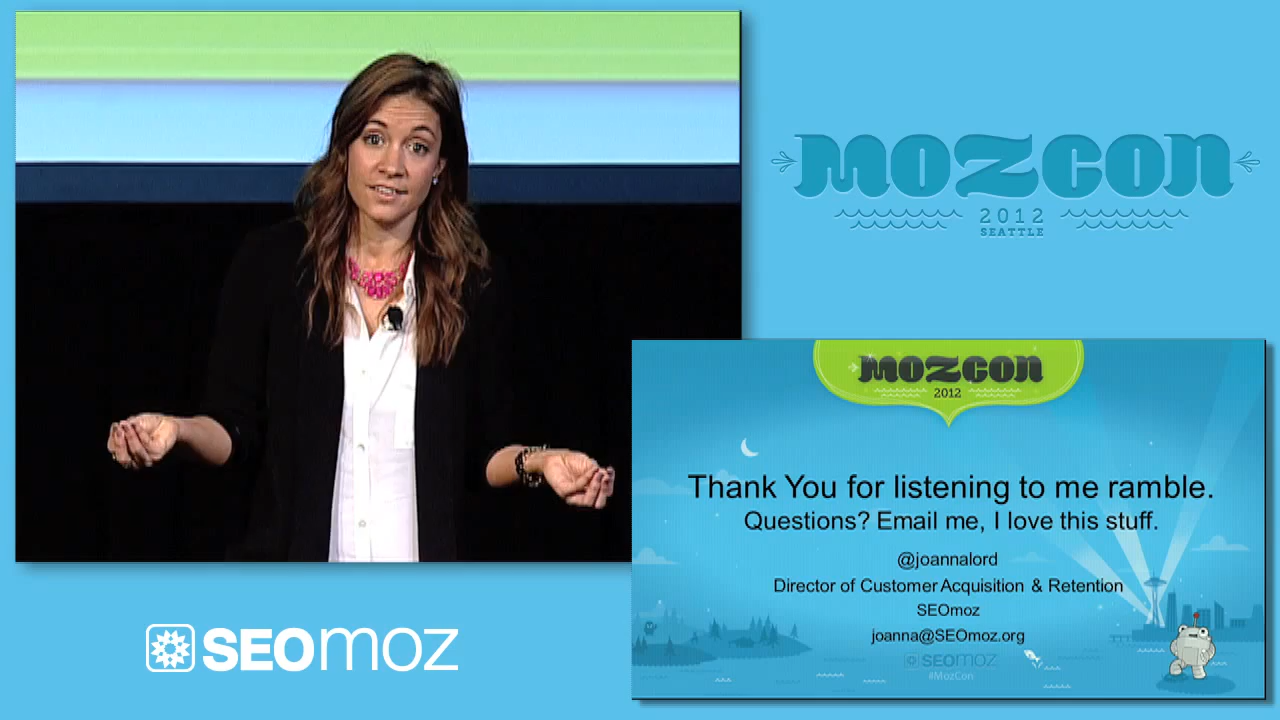 MOZCON
2012
SEATTLE
MOZCON
2012
Thank You for listening to me ramble.
Questions? Email me, I love this stuff.
@joannalord
Director of Customer Acquisition & Retention
SEOmoz
joanna@SEOmoz.org
SEOmoz
#MozCon
SEOmoz